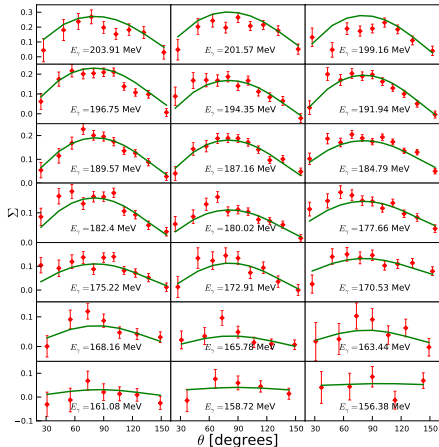 0.3
0.2
0.1
0.0
E_γ =203.91 MeV
E_γ =201.57 MeV
E_γ =199.16 MeV
0.2
0.1
0.0
E_γ =196.75 MeV
E_γ =194.35 MeV
E_γ =191.94 MeV
0.2
0.1
0.0
E_γ =189.57 MeV
E_γ =187.16 MeV
E_γ =184.79 MeV
Σ
0.2
0.1
0.0
E_γ =182.4 MeV
E_γ =180.02 MeV
E_γ =177.66 MeV
0.2
0.1
0.0
E_γ =175.22 MeV
E_γ =172.91 MeV
E_γ =170.53 MeV
0.1
0.0
E_γ =168.16 MeV
E_γ =165.78 MeV
E_γ =163.44 MeV
0.1
0.0
−0.1
E_γ =161.08 MeV
E_γ =158.72 MeV
E_γ =156.38 MeV
30 60 90 120 150 30 60 90 120 150 30 60 90 120 150
θ [degrees]